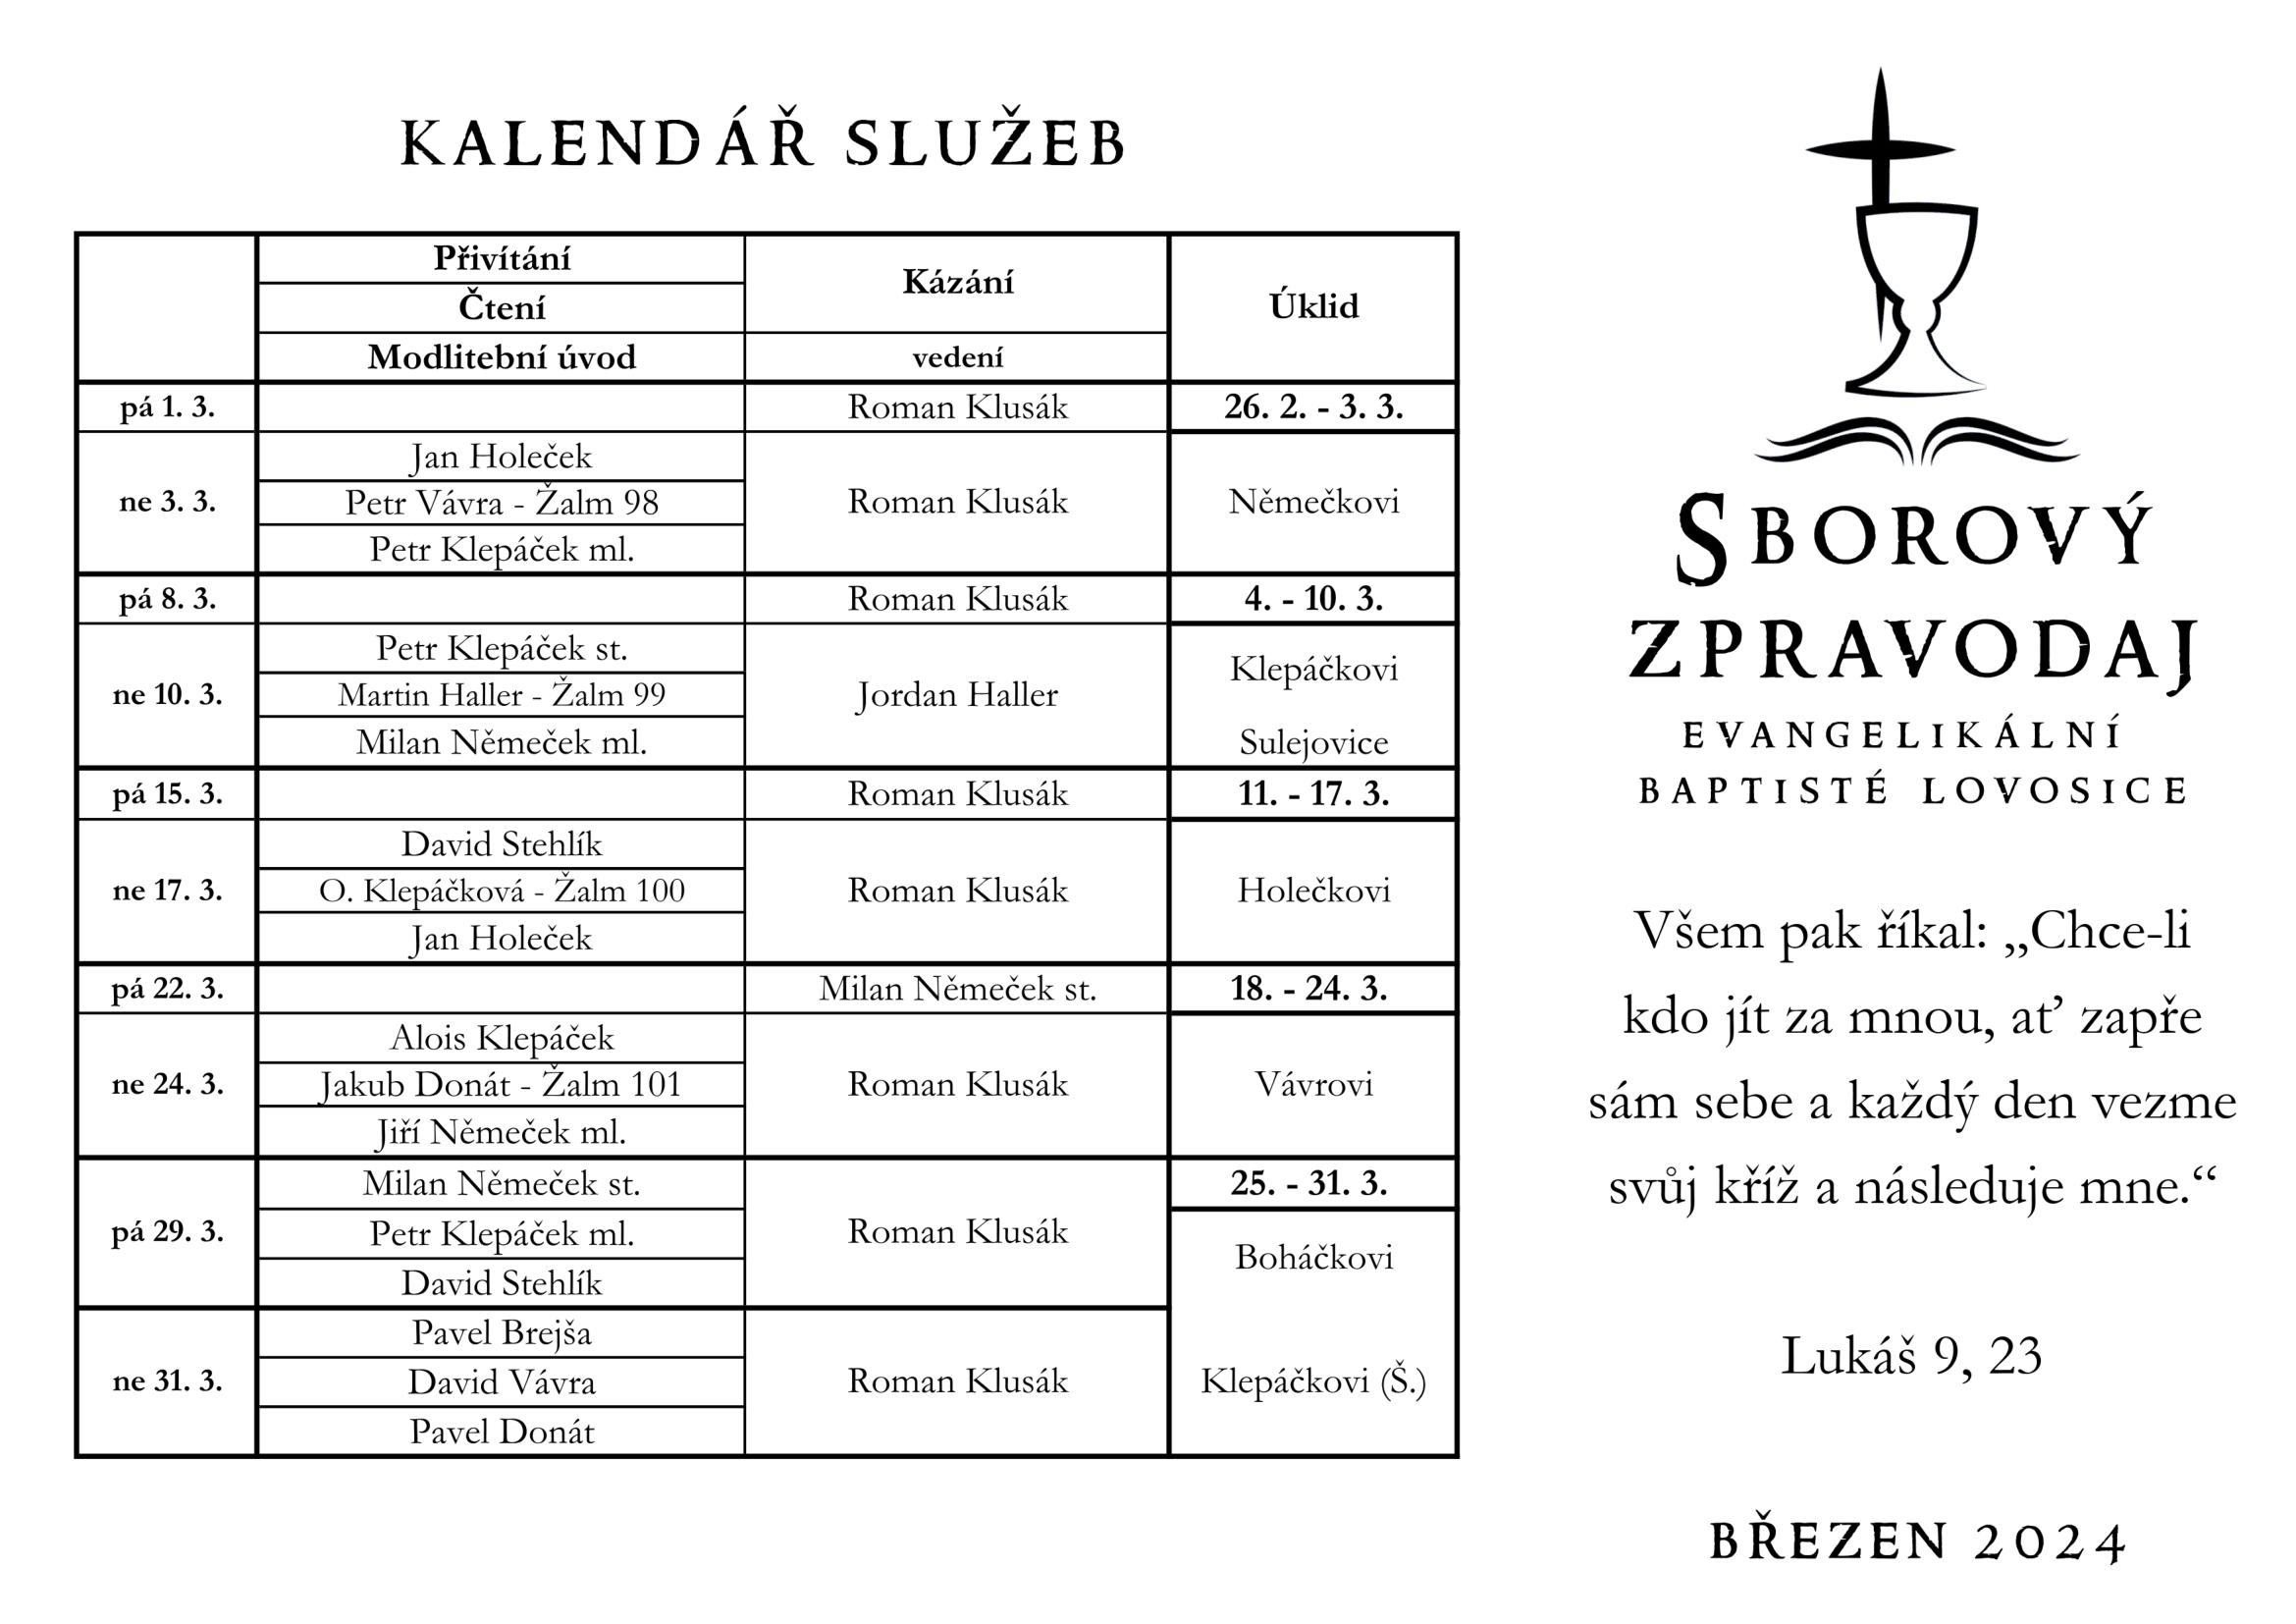 KALENDÁŘ SLUŽEB
Přivítání
Čtení
Modlitební úvod
Kázání
vedení
Úklid
pá 1. 3.
Roman Klusák
26. 2. - 3. 3.
ne 3. 3.
Jan Holeček
Petr Vávra - Žalm 98
Petr Klepáček ml.
Roman Klusák
Němečkovi
pá 8. 3.
Roman Klusák
4. - 10. 3.
ne 10. 3.
Petr Klepáček st.
Martin Haller - Žalm 99
Milan Němeček ml.
Jordan Haller
Klepáčkovi
Sulejovice
pá 15. 3.
Roman Klusák
11. - 17. 3.
ne 17. 3.
David Stehlík
O. Klepáčková - Žalm 100
Jan Holeček
Roman Klusák
Holečkovi
pá 22. 3.
Milan Němeček st.
18. - 24. 3.
ne 24. 3.
Alois Klepáček
Jakub Donát - Žalm 101
Jiří Němeček ml.
Roman Klusák
Vávrovi
pá 29. 3.
Milan Němeček st.
Petr Klepáček ml.
David Stehlík
Roman Klusák
25. - 31. 3.
Boháčkovi
ne 31. 3.
Pavel Brejša
David Vávra
Pavel Donát
Roman Klusák
Klepáčkovi (Š.)
SBOROVÝ
ZPRAVODAJ
EVANGELIKÁLNÍ
BAPTISTÉ LOVOSICE
Všem pak říkal: „Chce-li
kdo jít za mnou, ať zapře
sám sebe a každý den vezme
svůj kříž a následuje mne.“
Lukáš 9, 23
BŘEZEN 2024